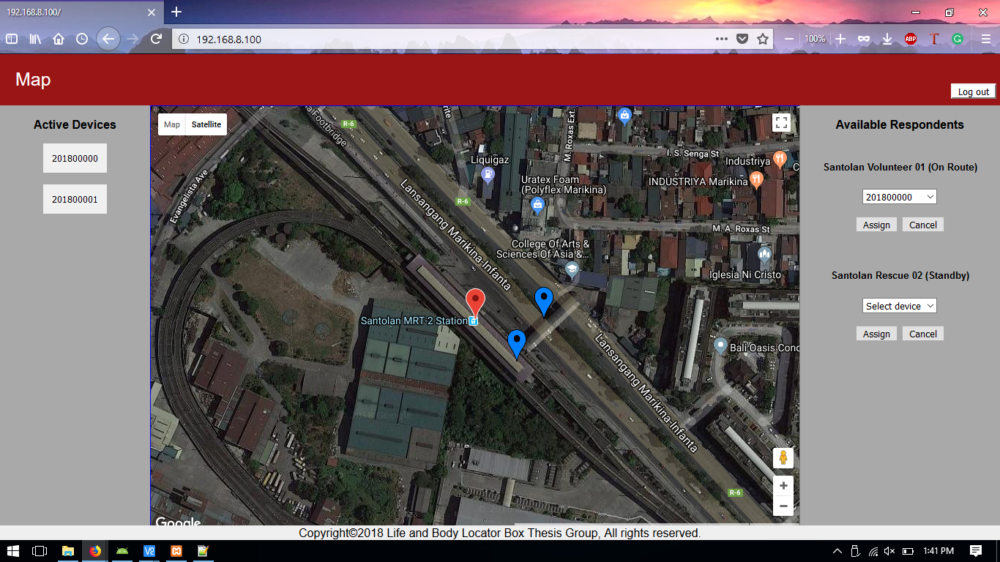 192.168.8.100/
192.168.8.100
100%
ABP
Map
Log out
Active Devices
201800000
201800001
Map Satellite
Footbridge
R-6
Evangelista Ave
Liquigaz
M. Roxas Ext.
I. S. Senga St
Industriya
INDUSTRIYA Marikina
Uratex Foam
(Polyflex Marikina)
R-6
Lansangang Marikina-Infanta
M. A. Roxas St
College Of Arts &
Sciences Of Asia &...
Iglesia Ni Cristo
Santolan MRT-2 Station
Lansangang Marikina-Infanta
Bali Oasis Cond
R-6
Google
Available Respondents
Santolan Volunteer 01 (On Route)
201800000
Assign Cancel
Santolan Rescue 02 (Standby)
Select device
Assign Cancel
Copyright©2018 Life and Body Locator Box Thesis Group, All rights reserved.
1:41 PM